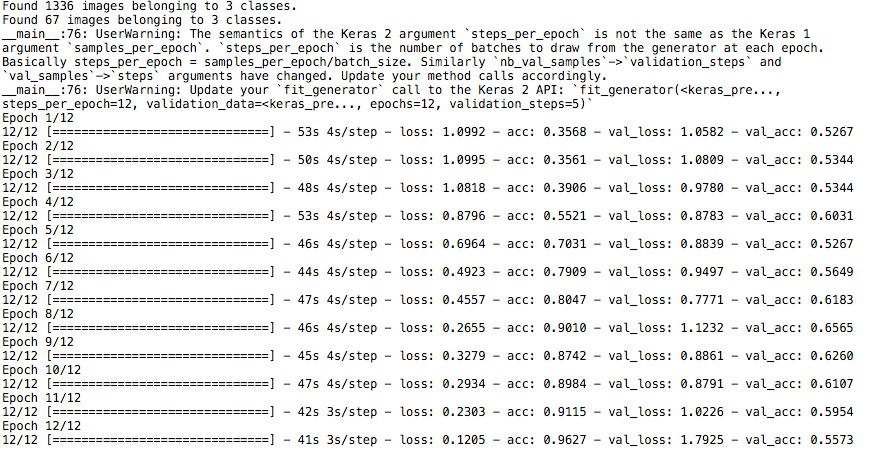 Found 1336 images belonging to 3 classes.
Found 67 images belonging to 3 classes.
__main__:76: UserWarning: The semantics of the Keras 2 argument `steps_per_epoch` is not the same as the Keras 1
argument `samples_per_epoch`. `steps_per_epoch` is the number of batches to draw from the generator at each epoch.
Basically steps_per_epoch = samples_per_epoch/batch_size. Similarly `nb_val_samples`->`validation_steps` and
`val_samples`->`steps` arguments have changed. Update your method calls accordingly.
__main__:76: UserWarning: Update your `fit_generator` call to the Keras 2 API: `fit_generator(<keras_pre...,
steps_per_epoch=12, validation_data=<keras_pre..., epochs=12, validation_steps=5)`
Epoch 1/12
12/12 [==============================] - 53s 4s/step - loss: 1.0992 - acc: 0.3568 - val_loss: 1.0582 - val_acc: 0.5267
Epoch 2/12
12/12 [==============================] - 50s 4s/step - loss: 1.0995 - acc: 0.3561 - val_loss: 1.0809 - val_acc: 0.5344
Epoch 3/12
12/12 [==============================] - 48s 4s/step - loss: 1.0818 - acc: 0.3906 - val_loss: 0.9780 - val_acc: 0.5344
Epoch 4/12
12/12 [==============================] - 53s 4s/step - loss: 0.8796 - acc: 0.5521 - val_loss: 0.8783 - val_acc: 0.6031
Epoch 5/12
12/12 [==============================] - 46s 4s/step - loss: 0.6964 - acc: 0.7031 - val_loss: 0.8839 - val_acc: 0.5267
Epoch 6/12
12/12 [==============================] - 44s 4s/step - loss: 0.4923 - acc: 0.7909 - val_loss: 0.9497 - val_acc: 0.5649
Epoch 7/12
12/12 [==============================] - 47s 4s/step - loss: 0.4557 - acc: 0.8047 - val_loss: 0.7771 - val_acc: 0.6183
Epoch 8/12
12/12 [==============================] - 46s 4s/step - loss: 0.2655 - acc: 0.9010 - val_loss: 1.1232 - val_acc: 0.6565
Epoch 9/12
12/12 [==============================] - 45s 4s/step - loss: 0.3279 - acc: 0.8742 - val_loss: 0.8861 - val_acc: 0.6260
Epoch 10/12
12/12 [==============================] - 47s 4s/step - loss: 0.2934 - acc: 0.8984 - val_loss: 0.8791 - val_acc: 0.6107
Epoch 11/12
12/12 [==============================] - 42s 3s/step - loss: 0.2303 - acc: 0.9115 - val_loss: 1.0226 - val_acc: 0.5954
Epoch 12/12
12/12 [==============================] - 41s 3s/step - loss: 0.1205 - acc: 0.9627 - val_loss: 1.7925 - val_acc: 0.5573